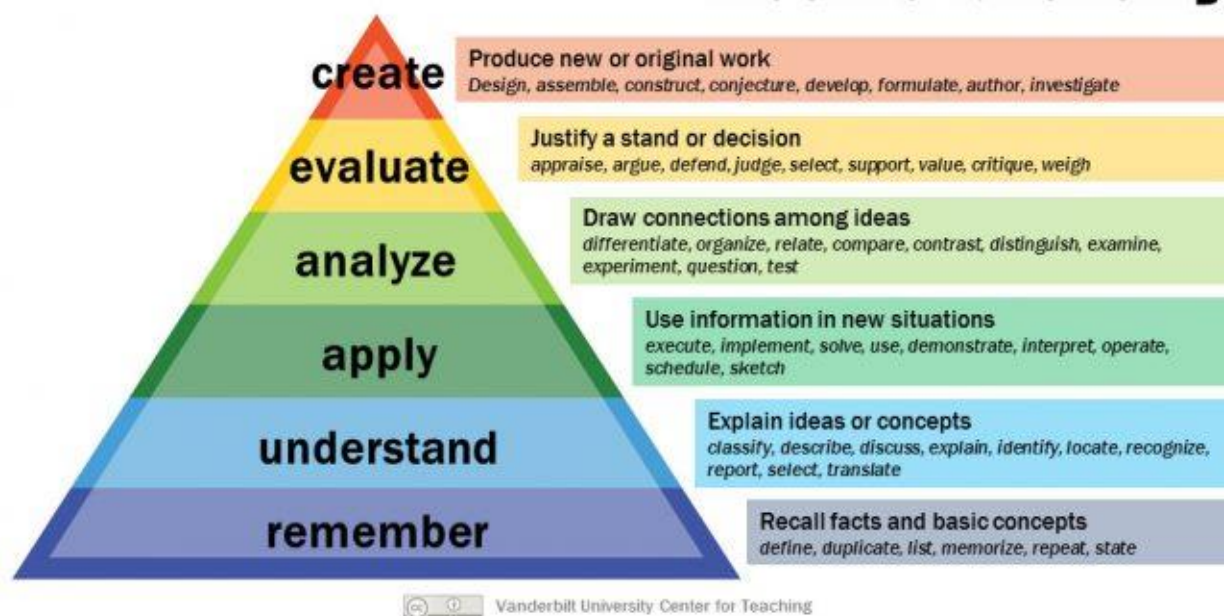 create
Produce new or original work
Design, assemble, construct, conjecture, develop, formulate, author, investigate
evaluate
Justify a stand or decision
appraise, argue, defend, judge, select, support, value, critique, weigh
analyze
Draw connections among ideas
differentiate, organize, relate, compare, contrast, distinguish, examine,
experiment, question, test
apply
Use information in new situations
execute, implement, solve, use, demonstrate, interpret, operate,
schedule, sketch
understand
Explain ideas or concepts
classify, describe, discuss, explain, identify, locate, recognize,
report, select, translate
remember
Recall facts and basic concepts
define, duplicate, list, memorize, repeat, state
cc
Vanderbilt University Center for Teaching